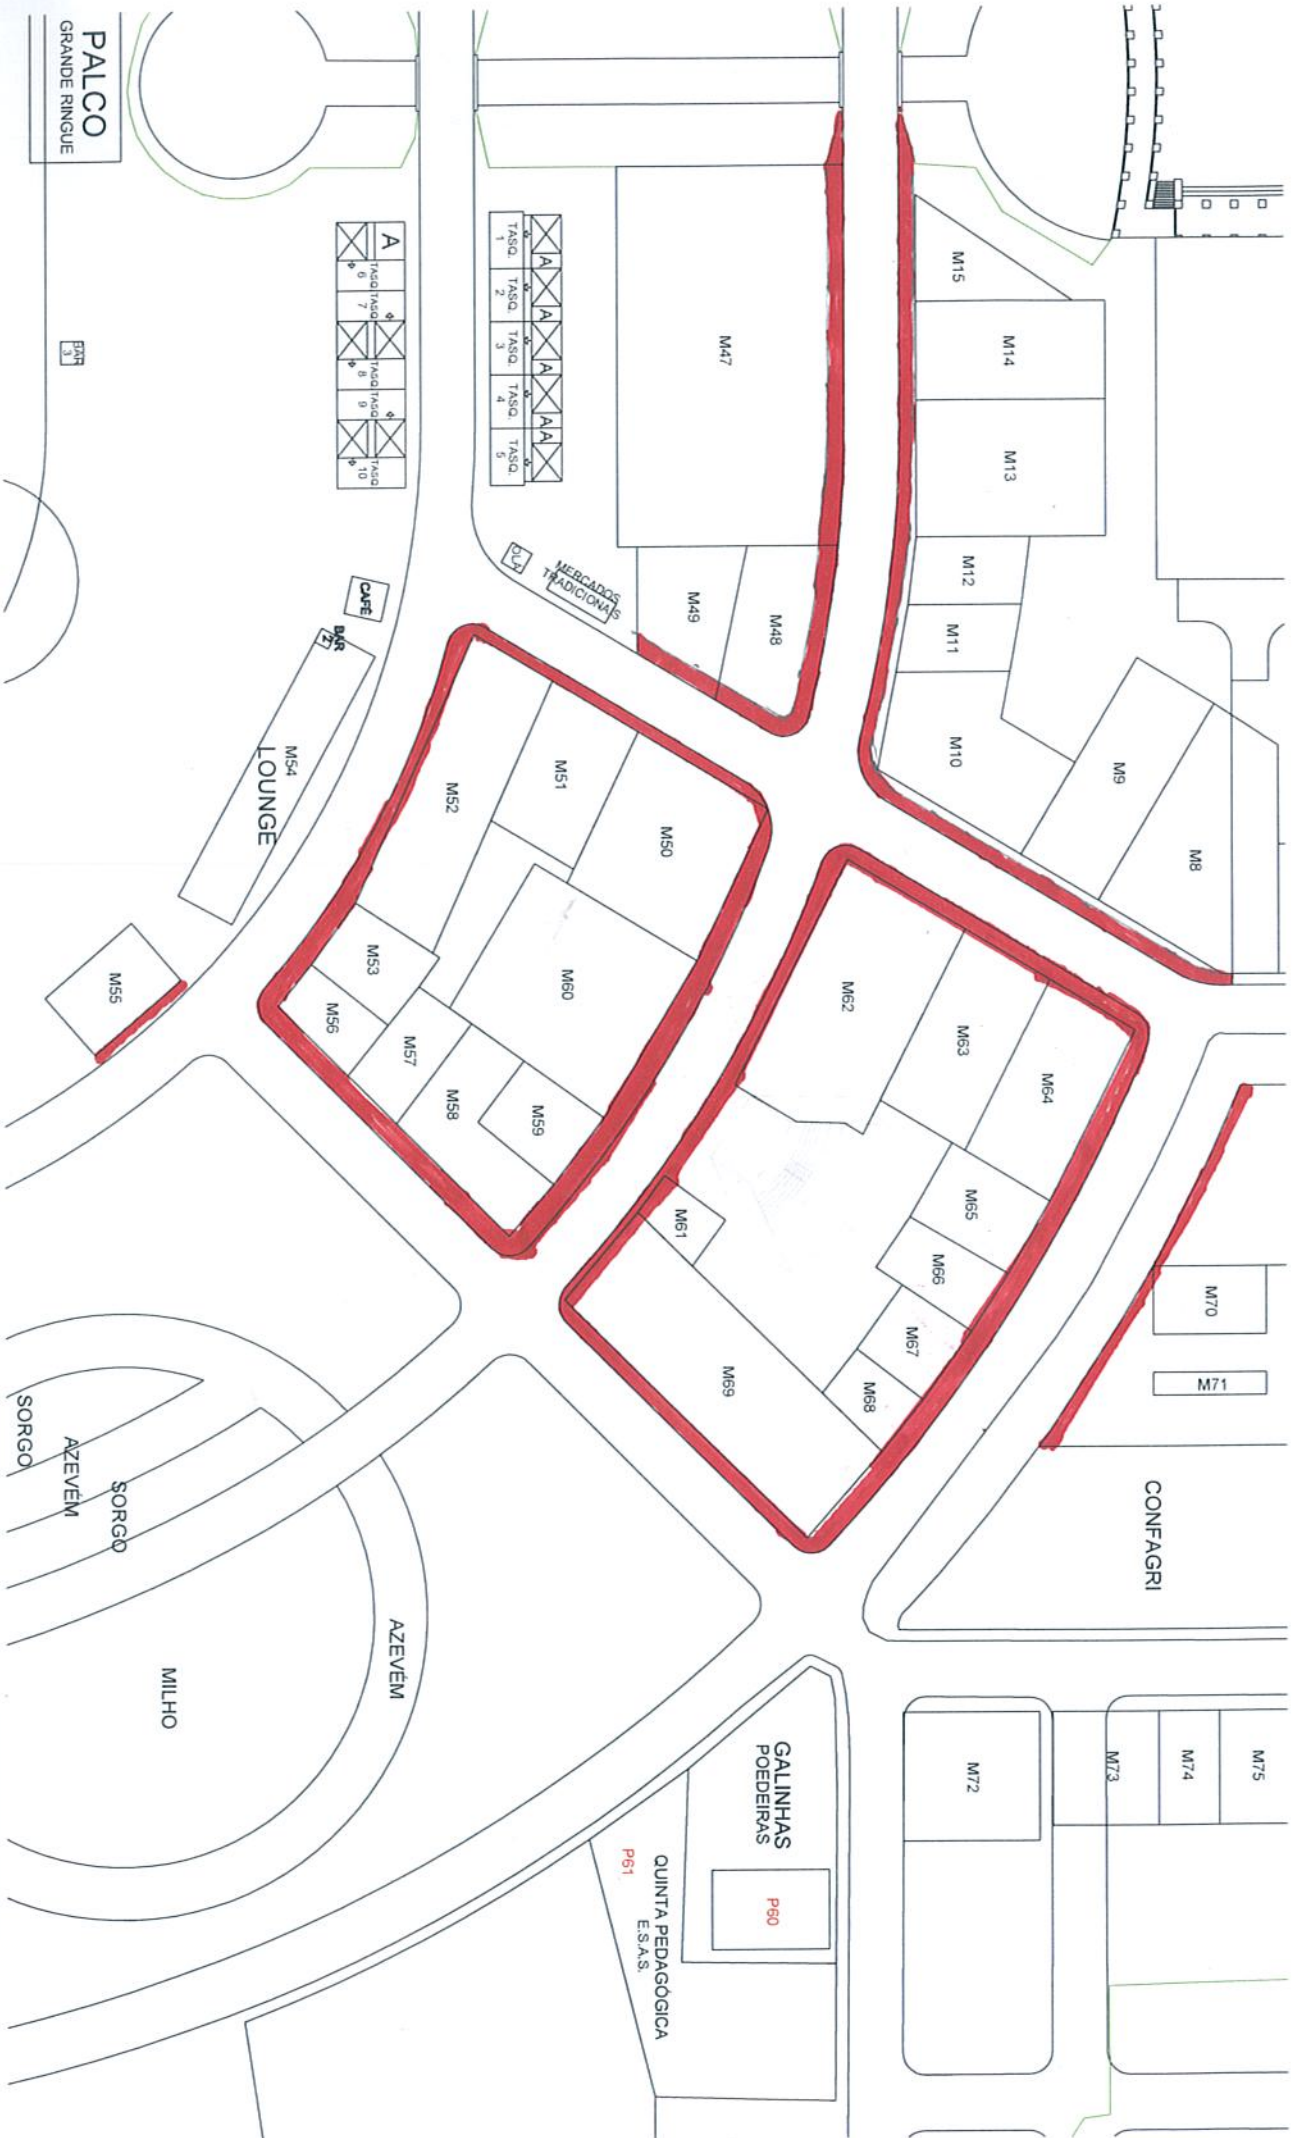 PALCO
GRANDE RINGUE
M15
M14
M13
M12
M11
M10
M9
M8
M47
M48
M49
A
A
A
A
A
TASQ.
1
TASQ.
2
TASQ.
3
TASQ.
4
TASQ.
5
A
TASQ
6
TASQ
7
TASQ
8
TASQ
9
TASQ
10
BAR
3
OLÁ
MERCADOS
TRADICIONAIS
CAFÉ
BAR
2
M54
LOUNGE
M55
M50
M51
M52
M53
M56
M57
M58
M59
M60
M61
M62
M63
M64
M65
M66
M67
M68
M69
M70
M71
CONFAGRI
M72
M73
M74
M75
GALINHAS
POEDEIRAS
P60
QUINTA PEDAGÓGICA
E.S.A.S.
P61
AZEVÉM
MILHO
SORGO
AZEVÉM
SORGO